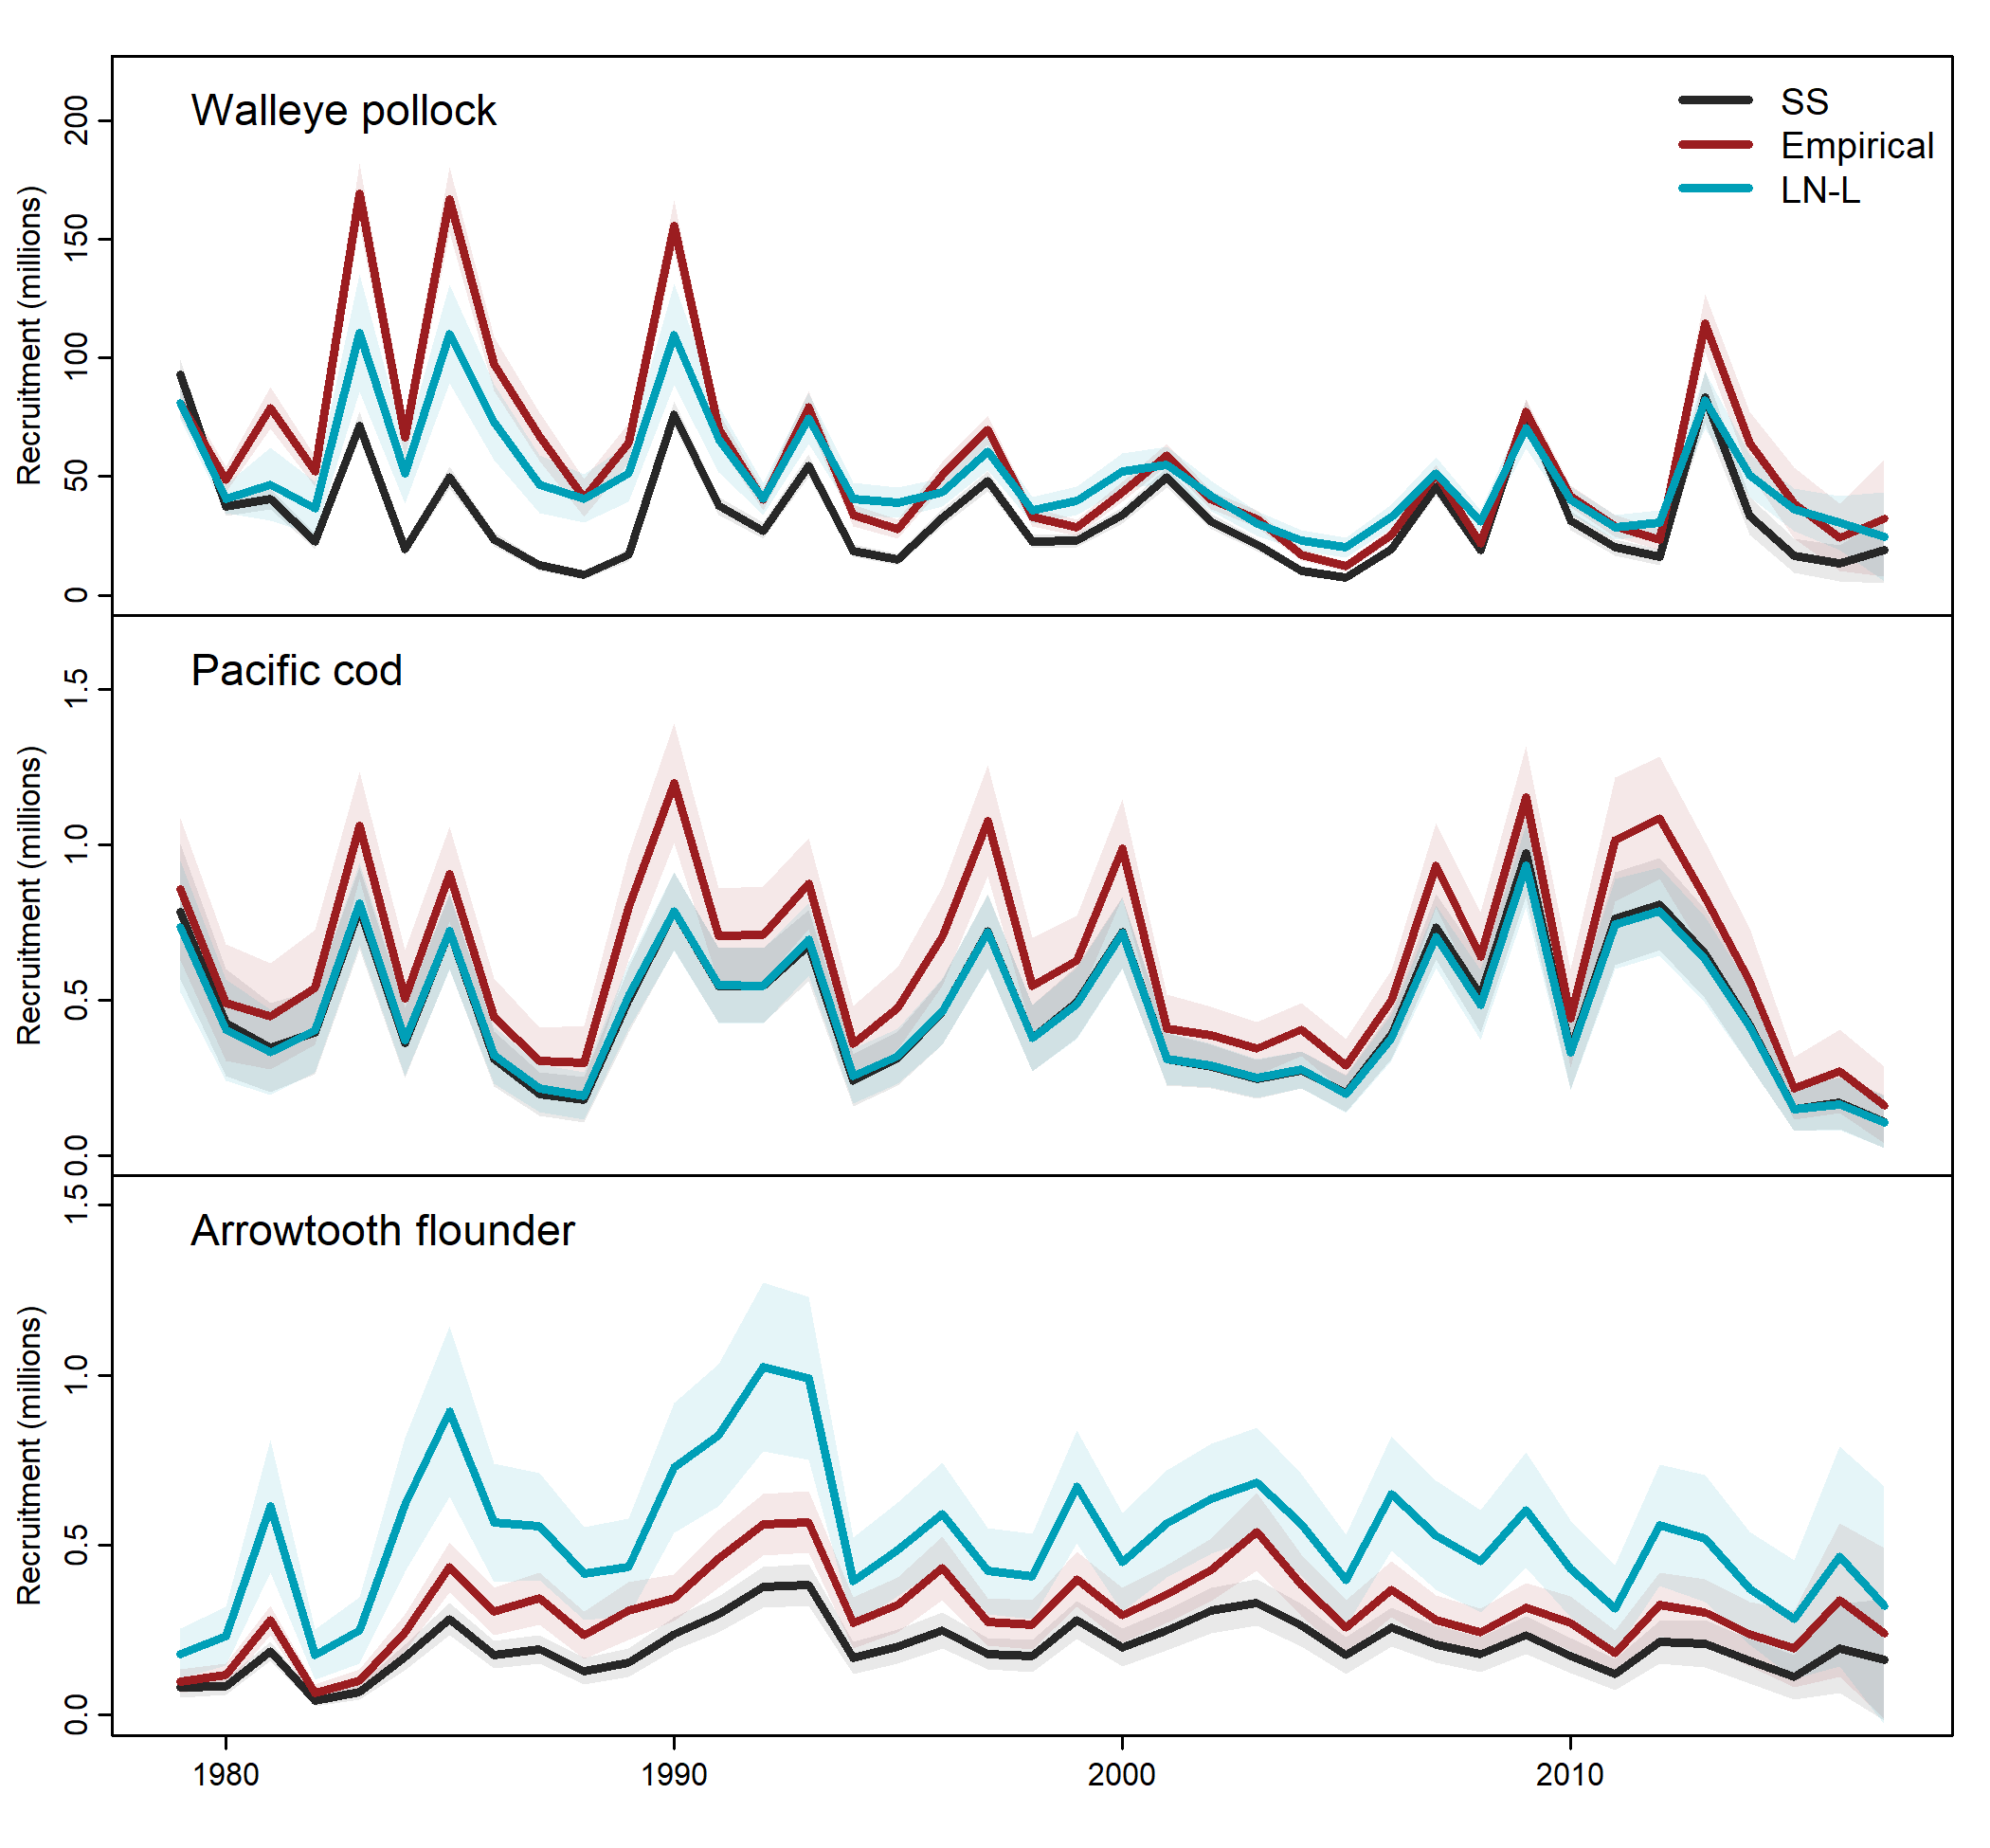 Walleye pollock
SS
Empirical
LN-L
Recruitment (millions)
200
150
100
50
0
Pacific cod
Recruitment (millions)
1.5
1.0
0.5
0.0
Arrowtooth flounder
Recruitment (millions)
1.5
1.0
0.5
0.0
1980 1990 2000 2010